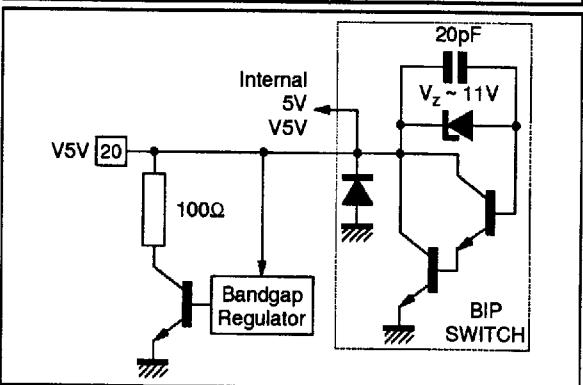 20pF
Internal
5V
V5V
V_z ~ 11V
V5V 20
100Ω
Bandgap
Regulator
BIP
SWITCH